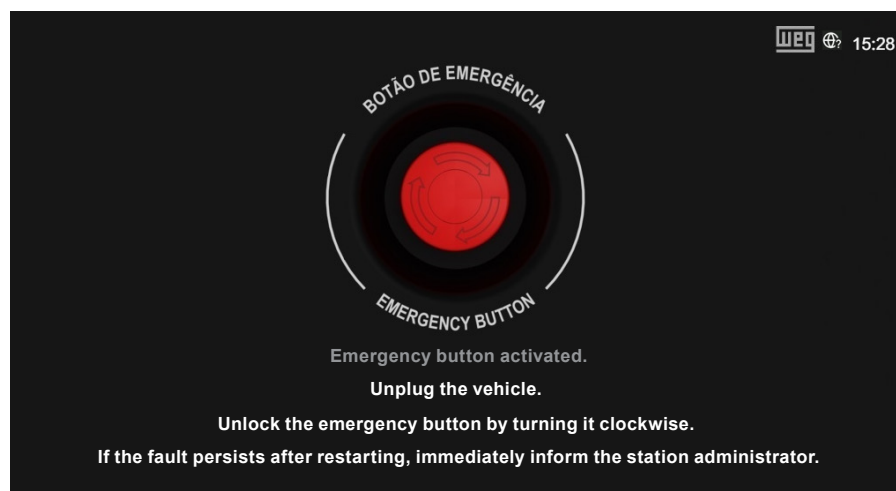 WEG
15:28
BOTÃO DE EMERGÊNCIA
EMERGENCY BUTTON
Emergency button activated.
Unplug the vehicle.
Unlock the emergency button by turning it clockwise.
If the fault persists after restarting, immediately inform the station administrator.